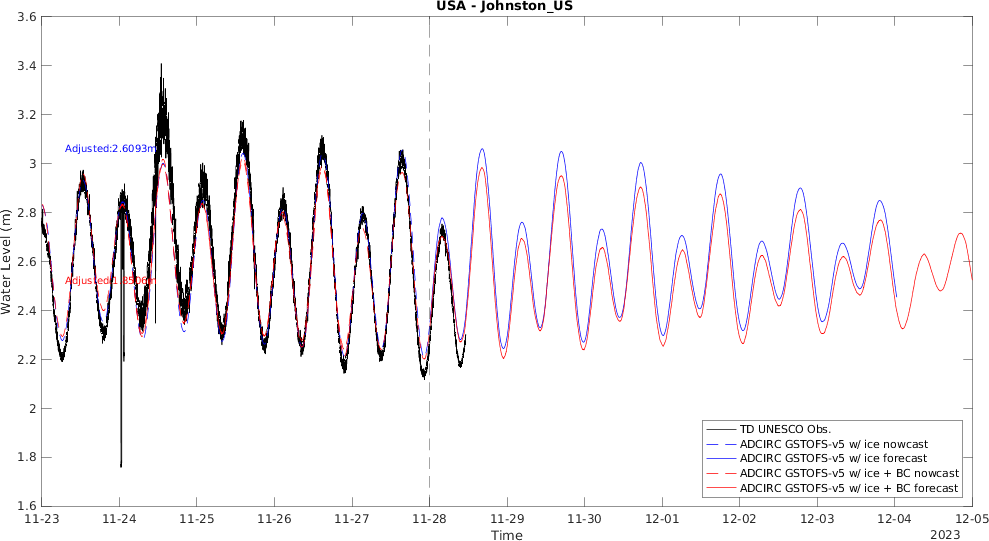 USA - Johnston_US
3.6
3.4
3.2
3
2.8
2.6
2.4
2.2
2
1.8
1.6
Water Level (m)
Adjusted:2.6093m
TD UNESCO Obs.
ADCIRC GSTOFS-v5 w/ ice nowcast
ADCIRC GSTOFS-v5 w/ ice forecast
ADCIRC GSTOFS-v5 w/ ice + BC nowcast
ADCIRC GSTOFS-v5 w/ ice + BC forecast
11-23 11-24 11-25 11-26 11-27 11-28 11-29 11-30 12-01 12-02 12-03 12-04 12-05
Time
2023